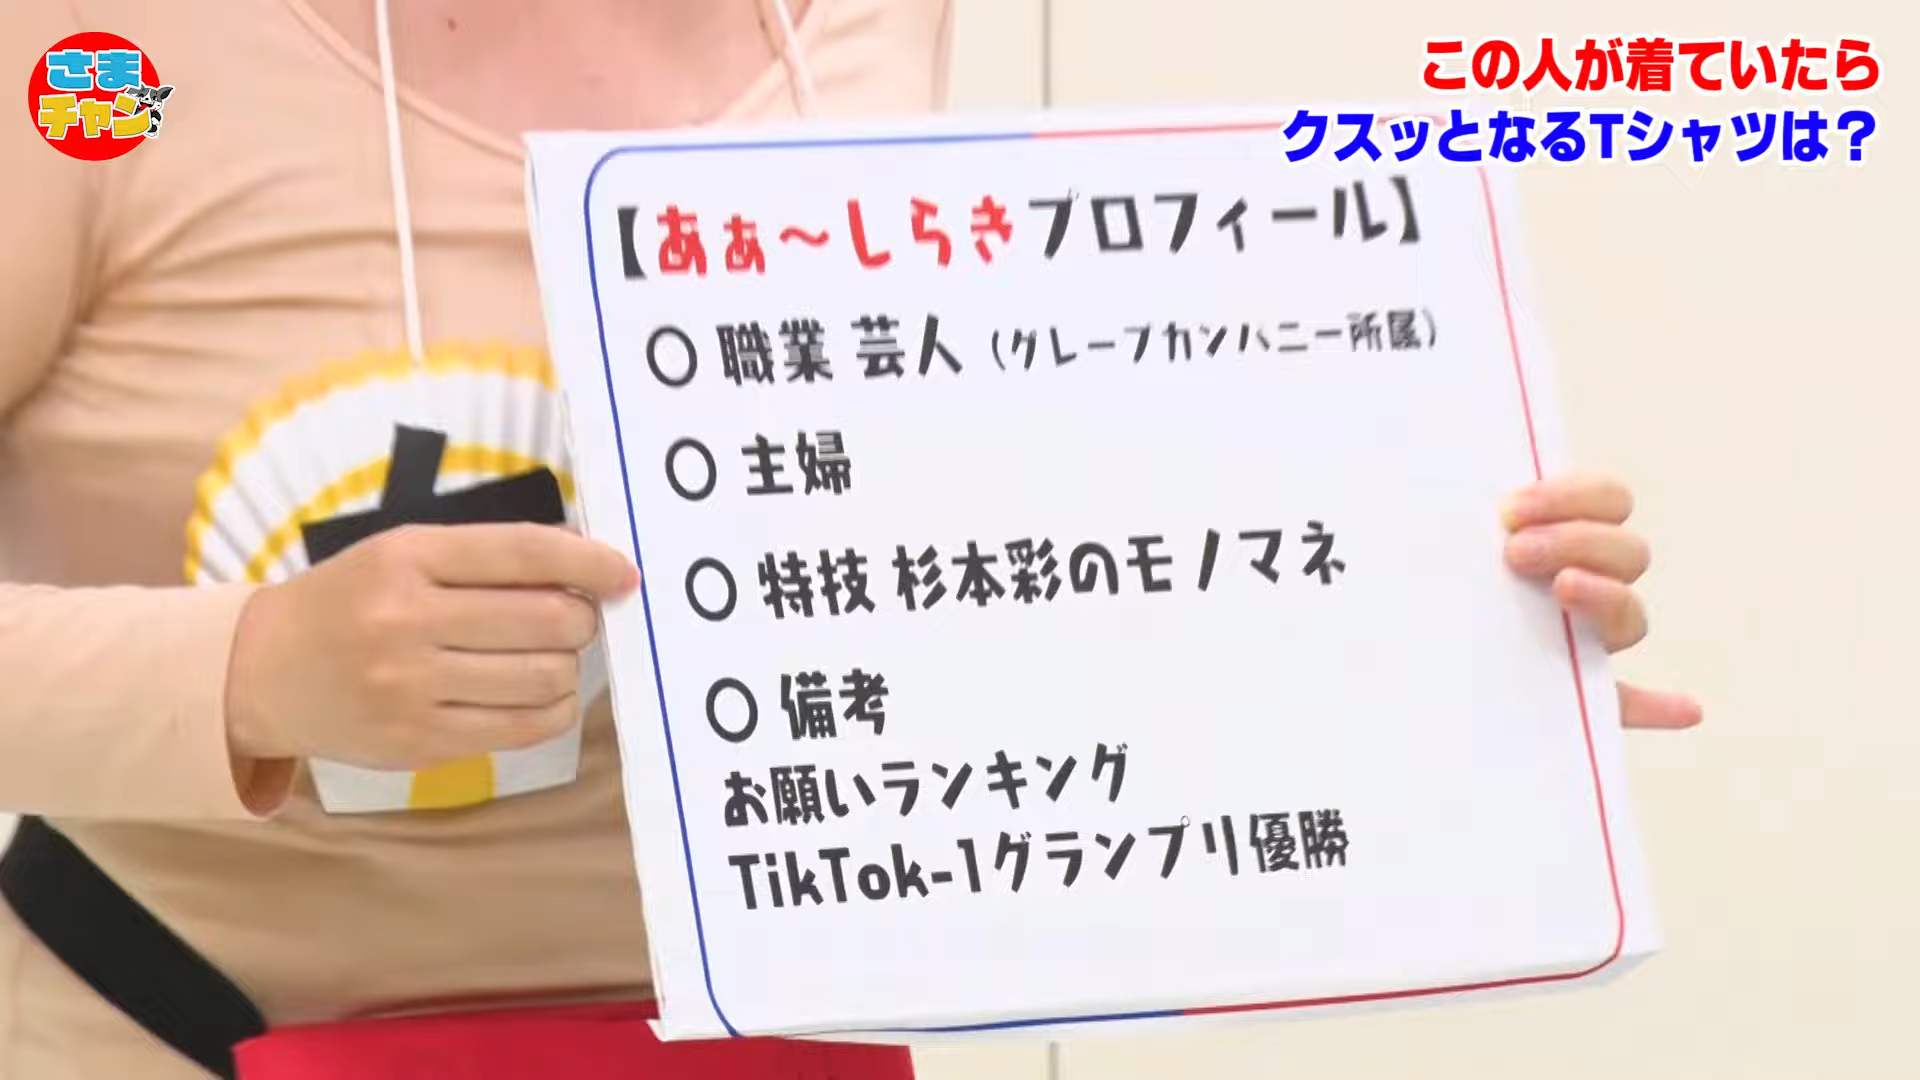 さま
チャン
この人が着ていたら
クスッとなるTシャツは？
【あぁ～しらきプロフィール】
○ 職業 芸人（グレープカンパニー所属）
○ 主婦
○ 特技 杉本彩のモノマネ
○ 備考
お願いランキング
TikTok-1グランプリ優勝